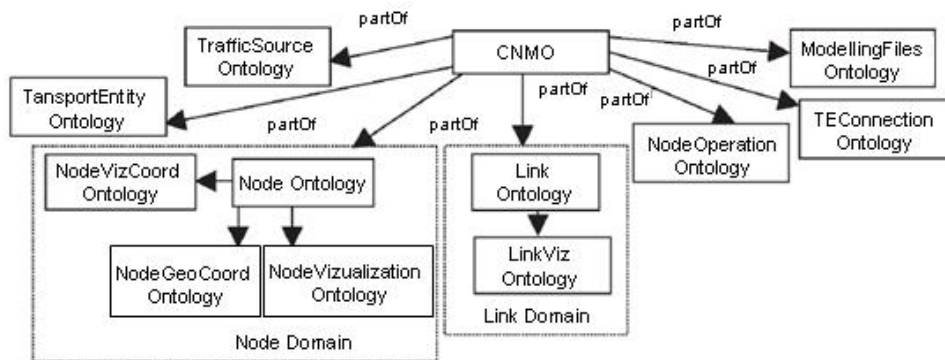 partOf
partOf
TrafficSource
Ontology
CNMO
ModellingFiles
Ontology
partOf
TansportEntity
Ontology
partOf
partOf
partOf
partOf
TEConnection
Ontology
NodeOperation
Ontology
NodeVizCoord
Ontology
Node Ontology
Link
Ontology
NodeGeoCoord
Ontology
NodeVizualization
Ontology
LinkViz
Ontology
Link Domain
Node Domain